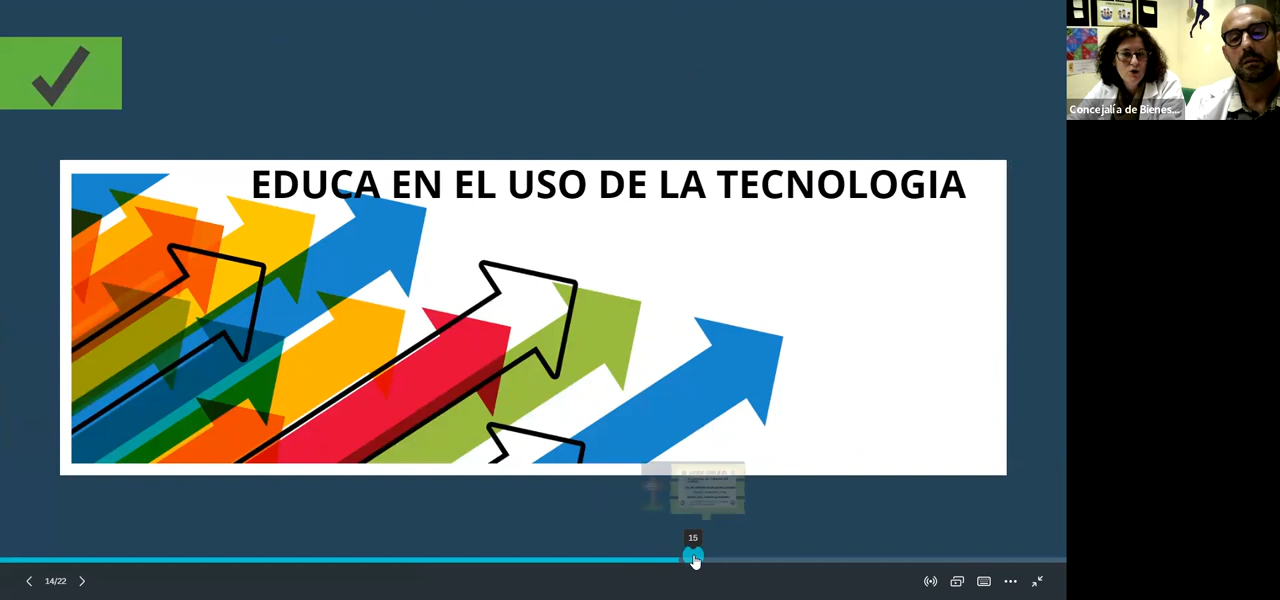 EDUCA EN EL USO DE LA TECNOLOGIA
Concejalía de Bienes...
15
14/22